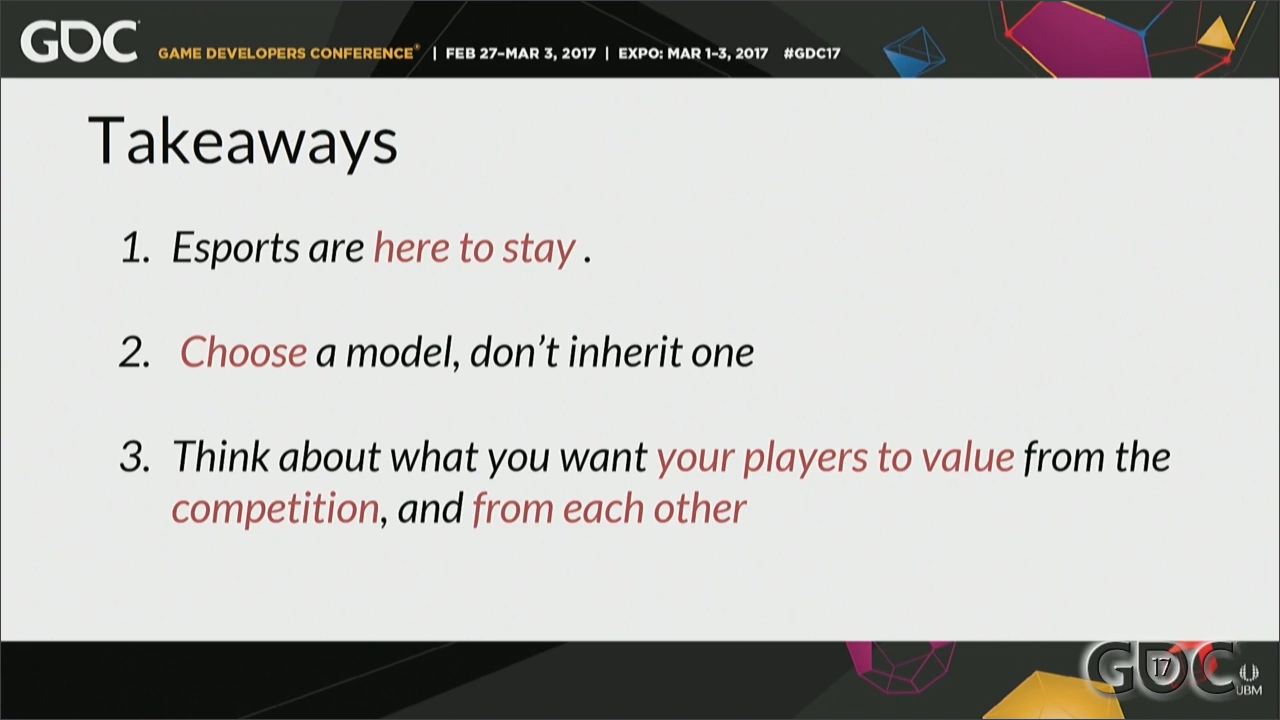 GDC GAME DEVELOPERS CONFERENCE® | FEB 27–MAR 3, 2017 | EXPO: MAR 1–3, 2017 #GDC17
Takeaways
1. Esports are here to stay .
2. Choose a model, don’t inherit one
3. Think about what you want your players to value from the
competition, and from each other
GDC 17
UBM